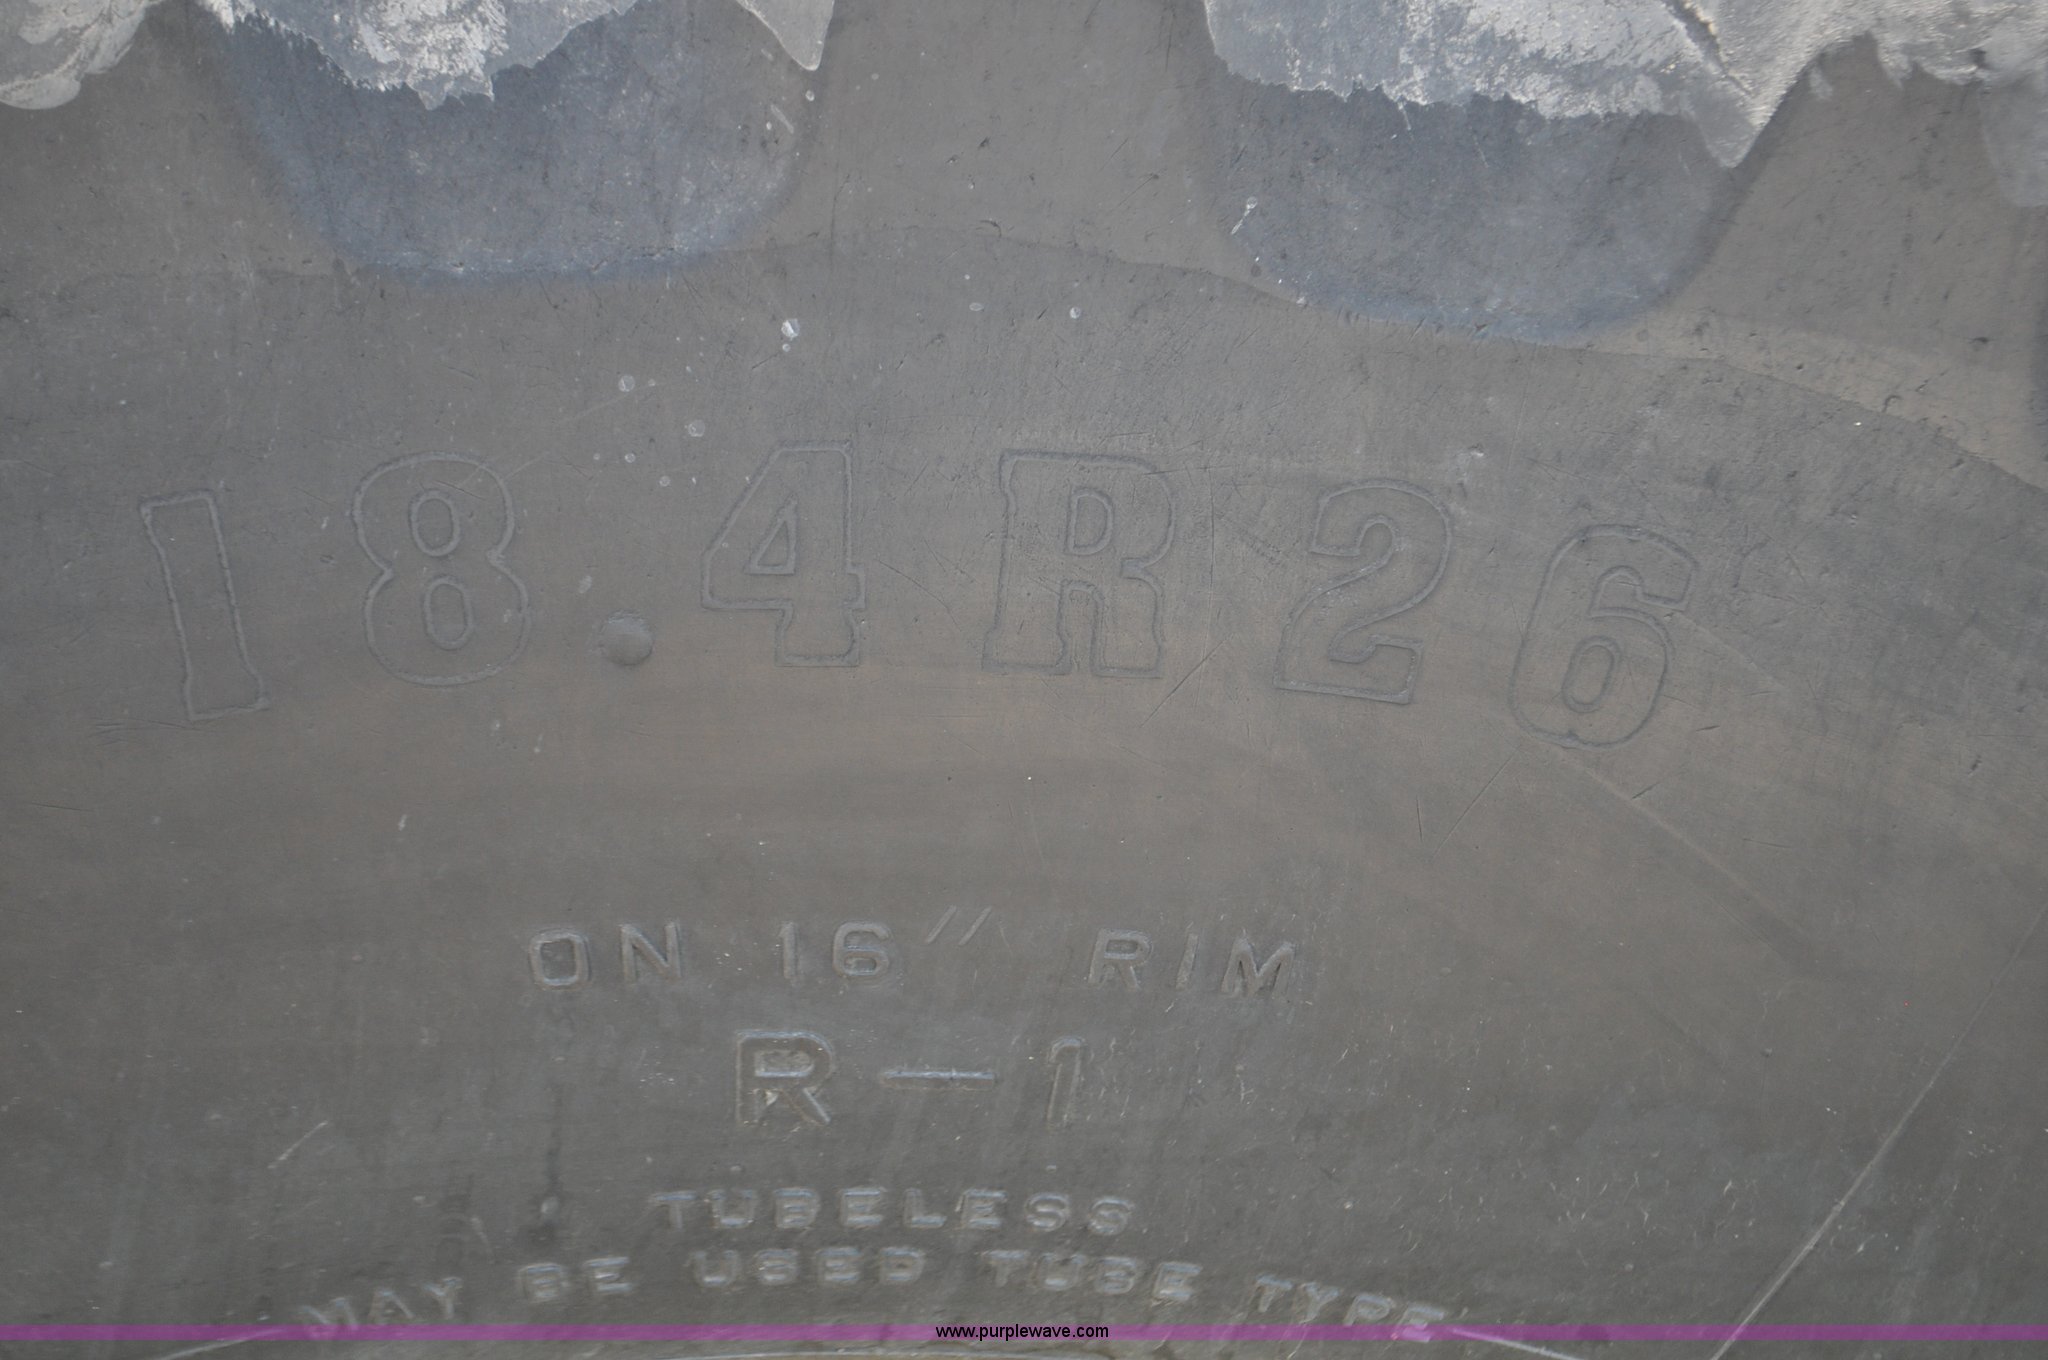 18.4R26
ON 16" RIM
R-1
TUBELESS
MAY BE USED TUBE TYPE
www.purplewave.com